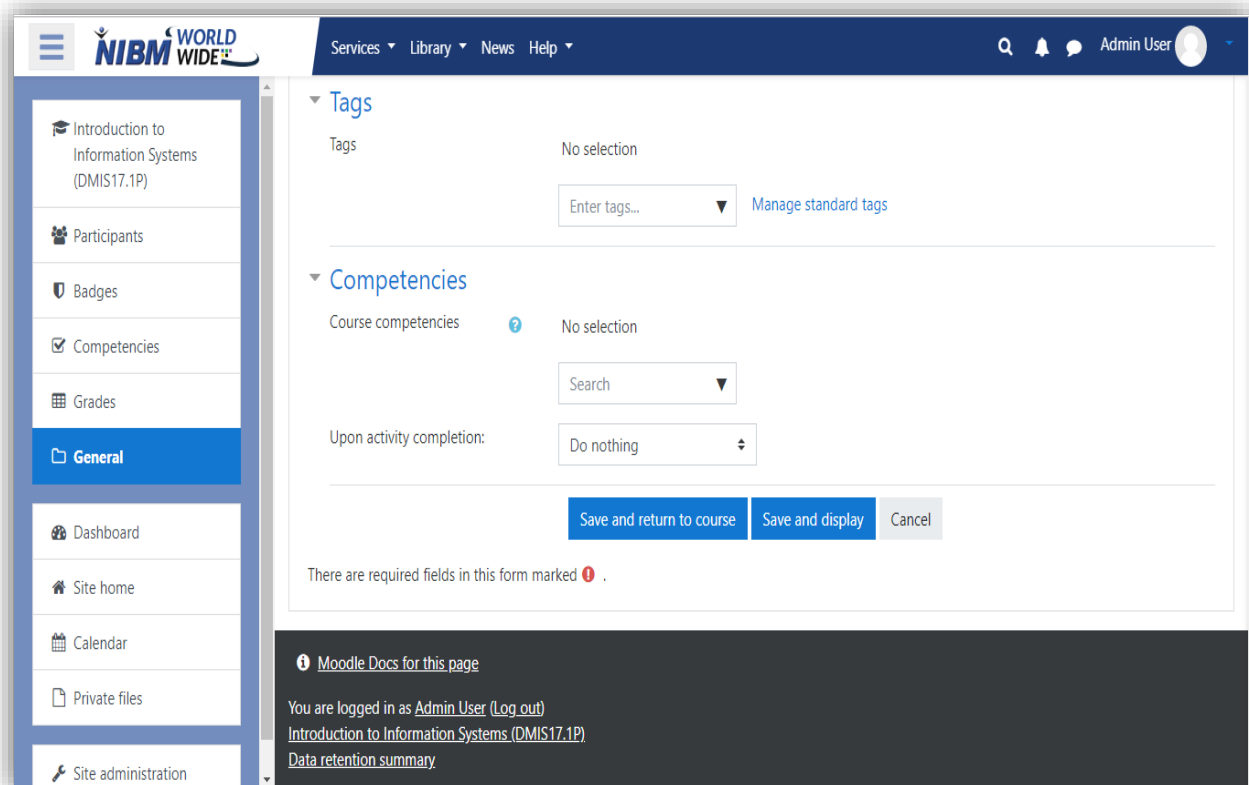 NIBM WORLD WIDE
Services Library News Help Admin User
Introduction to
Information Systems
(DMIS17.1P)
Participants
Badges
Competencies
Grades
General
Dashboard
Site home
Calendar
Private files
Site administration
Tags
Tags No selection
Enter tags... Manage standard tags
Competencies
Course competencies No selection
Search
Upon activity completion: Do nothing
Save and return to course Save and display Cancel
There are required fields in this form marked .
Moodle Docs for this page
You are logged in as Admin User (Log out)
Introduction to Information Systems (DMIS17.1P)
Data retention summary